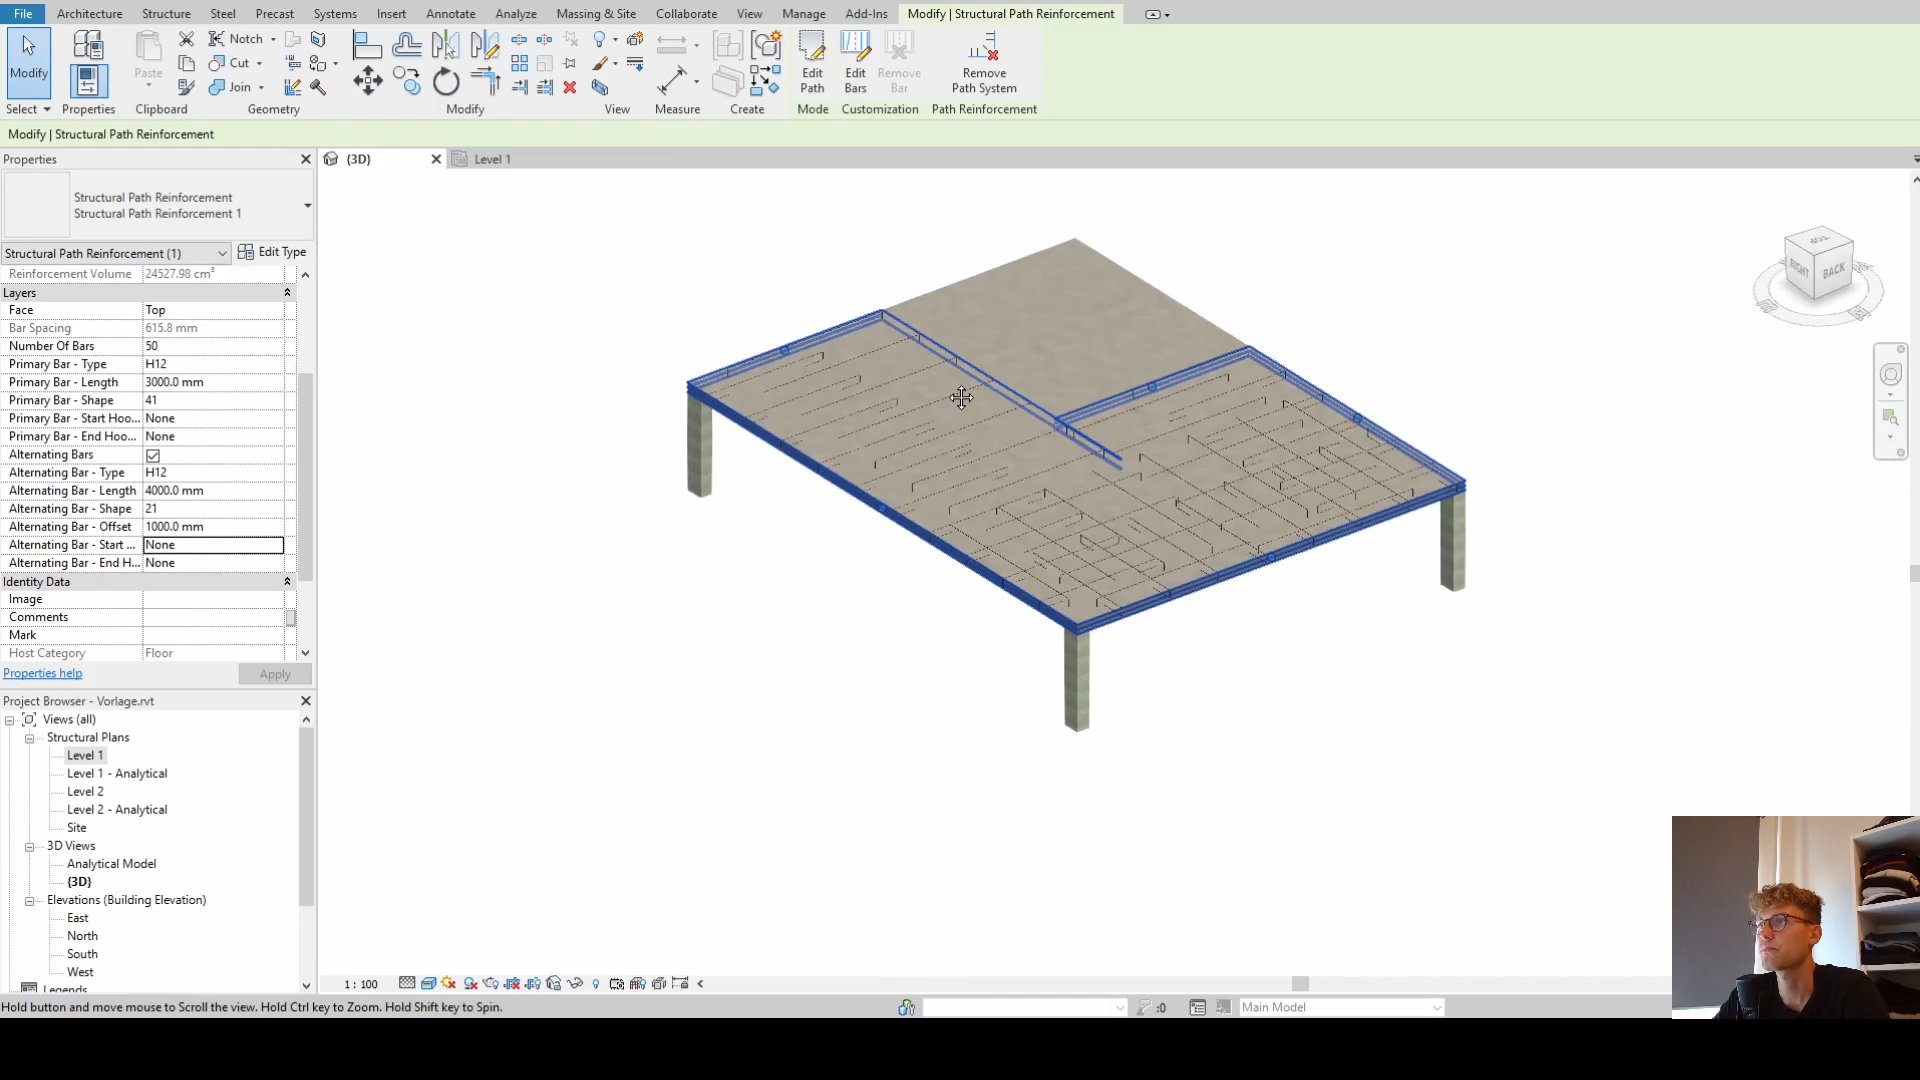 File Architecture Structure Steel Precast Systems Insert Annotate Analyze Massing & Site Collaborate View Manage Add-Ins Modify | Structural Path Reinforcement
Modify
Select
Properties
Paste
Clipboard
Notch
Cut
Join
Geometry
Modify
View
Measure
Create
Edit Path
Mode
Edit Bars
Remove Bar
Customization
Remove Path System
Path Reinforcement
Modify | Structural Path Reinforcement
Properties
{3D}
Level 1
Structural Path Reinforcement
Structural Path Reinforcement 1
Structural Path Reinforcement (1) Edit Type
Reinforcement Volume 24527.98 cm³
Layers
Face Top
Bar Spacing 615.8 mm
Number Of Bars 50
Primary Bar - Type H12
Primary Bar - Length 3000.0 mm
Primary Bar - Shape 41
Primary Bar - Start Hoo... None
Primary Bar - End Hoo... None
Alternating Bars
Alternating Bar - Type H12
Alternating Bar - Length 4000.0 mm
Alternating Bar - Shape 21
Alternating Bar - Offset 1000.0 mm
Alternating Bar - Start ... None
Alternating Bar - End H... None
Identity Data
Image
Comments
Mark
Host Category Floor
Properties help Apply
Project Browser - Vorlage.rvt
Views (all)
Structural Plans
Level 1
Level 1 - Analytical
Level 2
Level 2 - Analytical
Site
3D Views
Analytical Model
{3D}
Elevations (Building Elevation)
East
North
South
West
Legends
TOP
RIGHT
BACK
1 : 100
Hold button and move mouse to Scroll the view. Hold Ctrl key to Zoom. Hold Shift key to Spin.
:0
Main Model